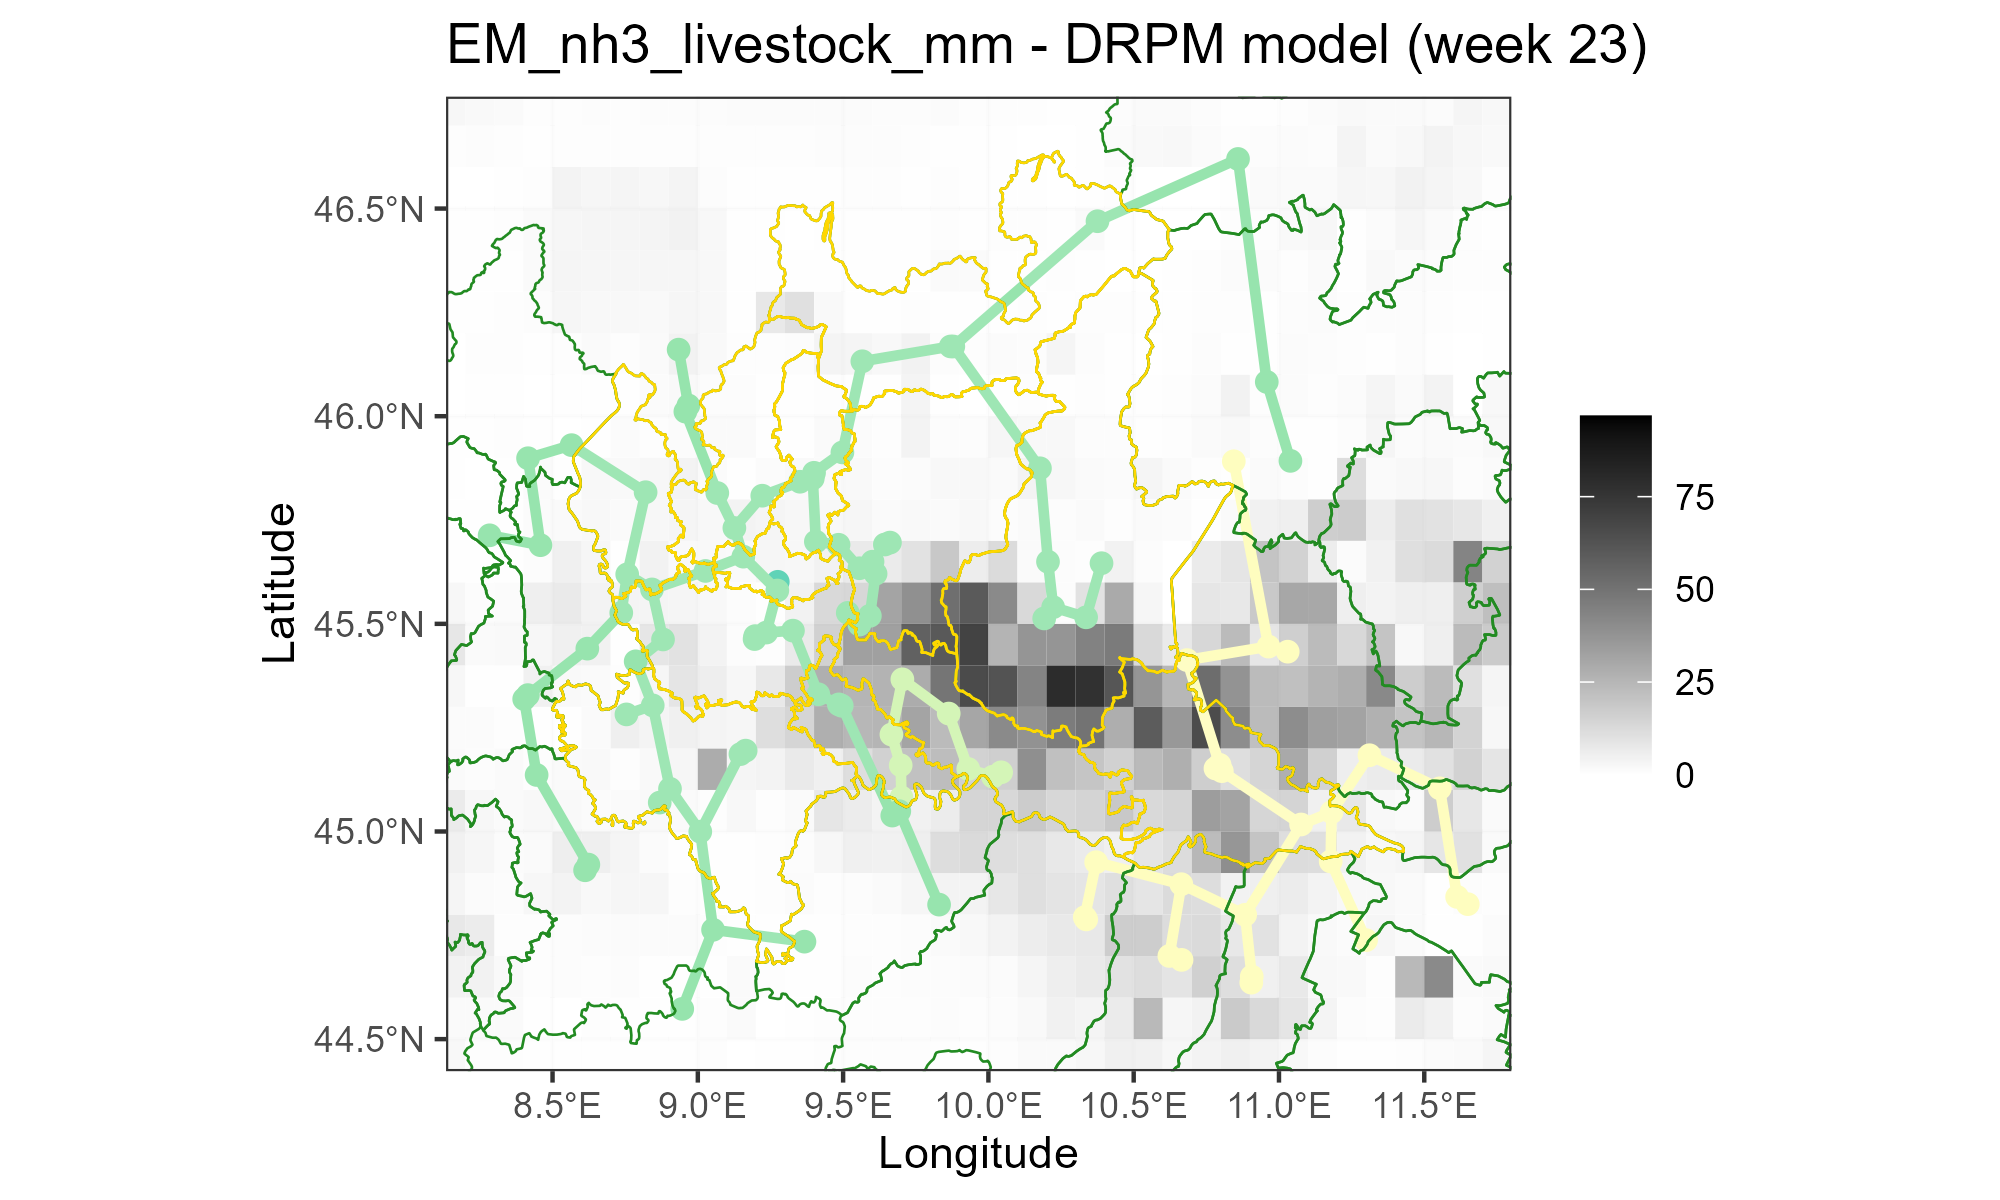 EM_nh3_livestock_mm - DRPM model (week 23)
46.5°N
46.0°N
45.5°N
45.0°N
44.5°N
Latitude
8.5°E
9.0°E
9.5°E
10.0°E
10.5°E
11.0°E
11.5°E
Longitude
75
50
25
0